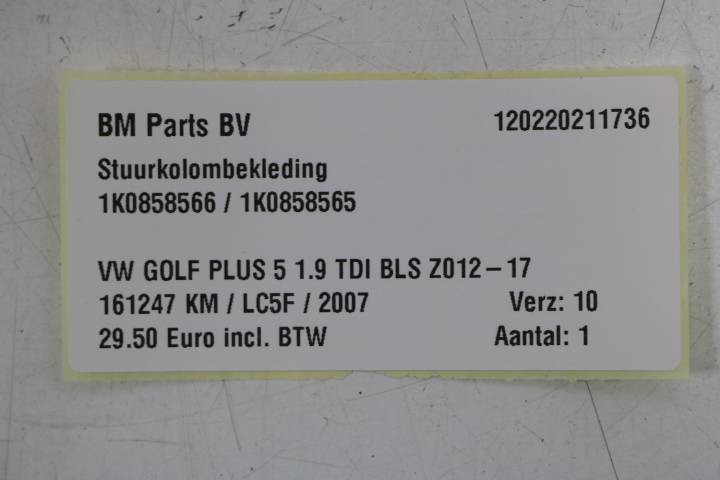 BM Parts BV 120220211736
Stuurkolombekleding
1K0858566 / 1K0858565
VW GOLF PLUS 5 1.9 TDI BLS Z012-17
161247 KM / LC5F / 2007 Verz: 10
29.50 Euro incl. BTW Aantal: 1